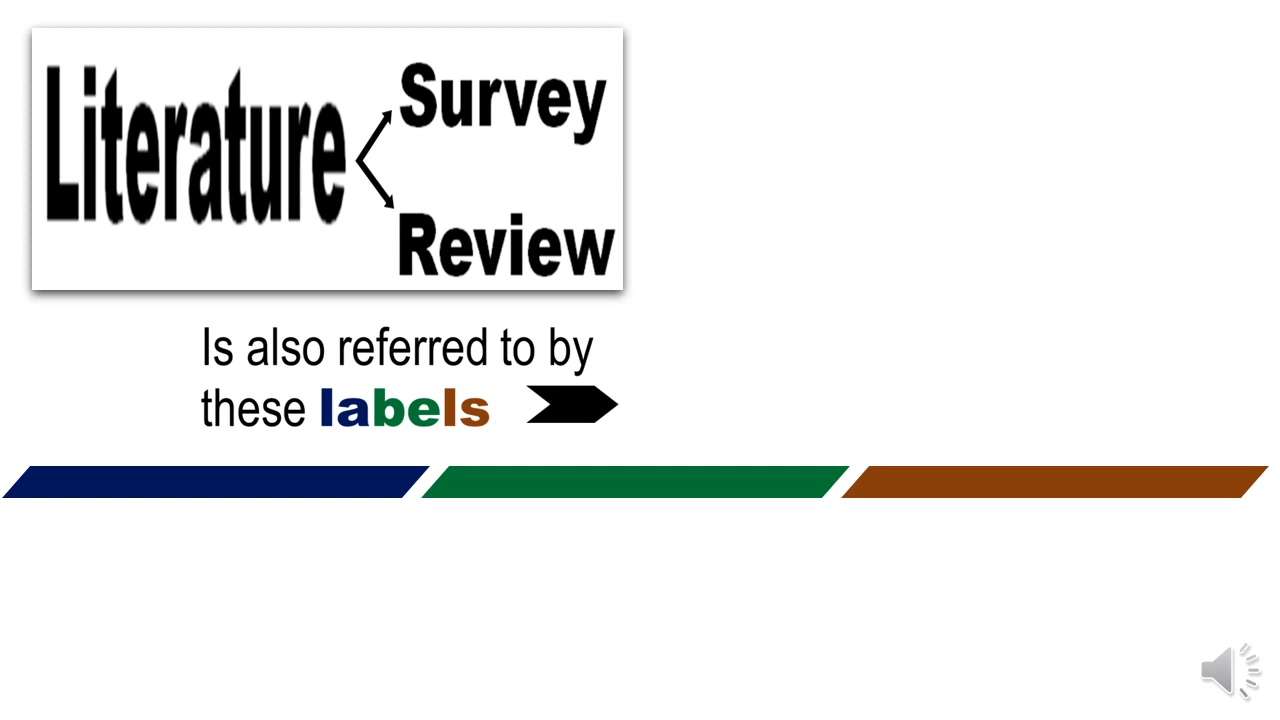 Literature
Survey
Review
Is also referred to by
these labels